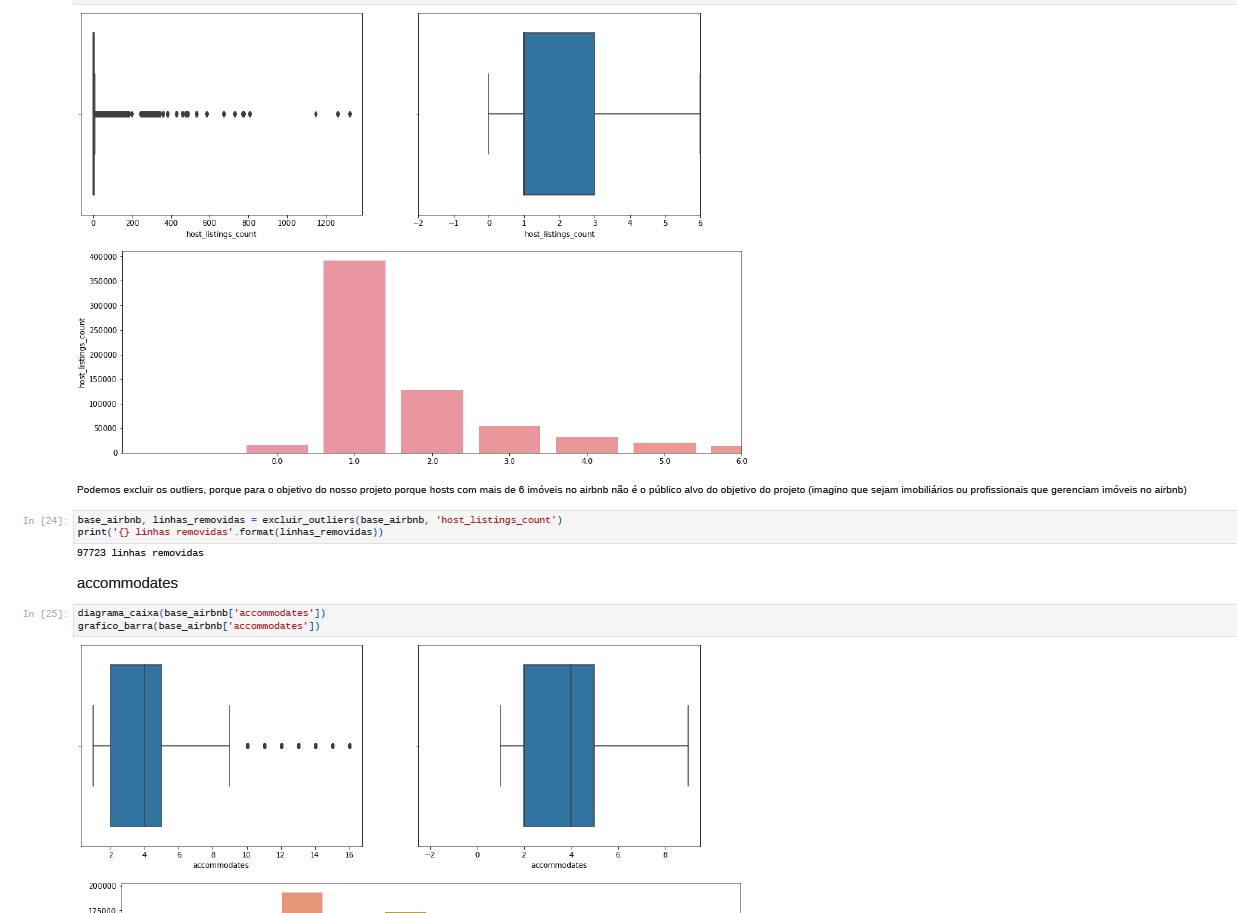 0 200 400 600 800 1000 1200
host_listings_count
−2 −1 0 1 2 3 4 5 6
host_listings_count
400000
350000
300000
250000
200000
150000
100000
50000
0
host_listings_count
0.0 1.0 2.0 3.0 4.0 5.0 6.0
Podemos excluir os outliers, porque para o objetivo do nosso projeto porque hosts com mais de 6 imóveis no airbnb não é o público alvo do objetivo do projeto (imagino que sejam imobiliários ou profissionais que gerenciam imóveis no airbnb)
In [24]:
base_airbnb, linhas_removidas = excluir_outliers(base_airbnb, 'host_listings_count')
print('{} linhas removidas'.format(linhas_removidas))
97723 linhas removidas
accommodates
In [25]:
diagrama_caixa(base_airbnb['accommodates'])
grafico_barra(base_airbnb['accommodates'])
2 4 6 8 10 12 14 16
accommodates
−2 0 2 4 6 8
accommodates
200000
175000